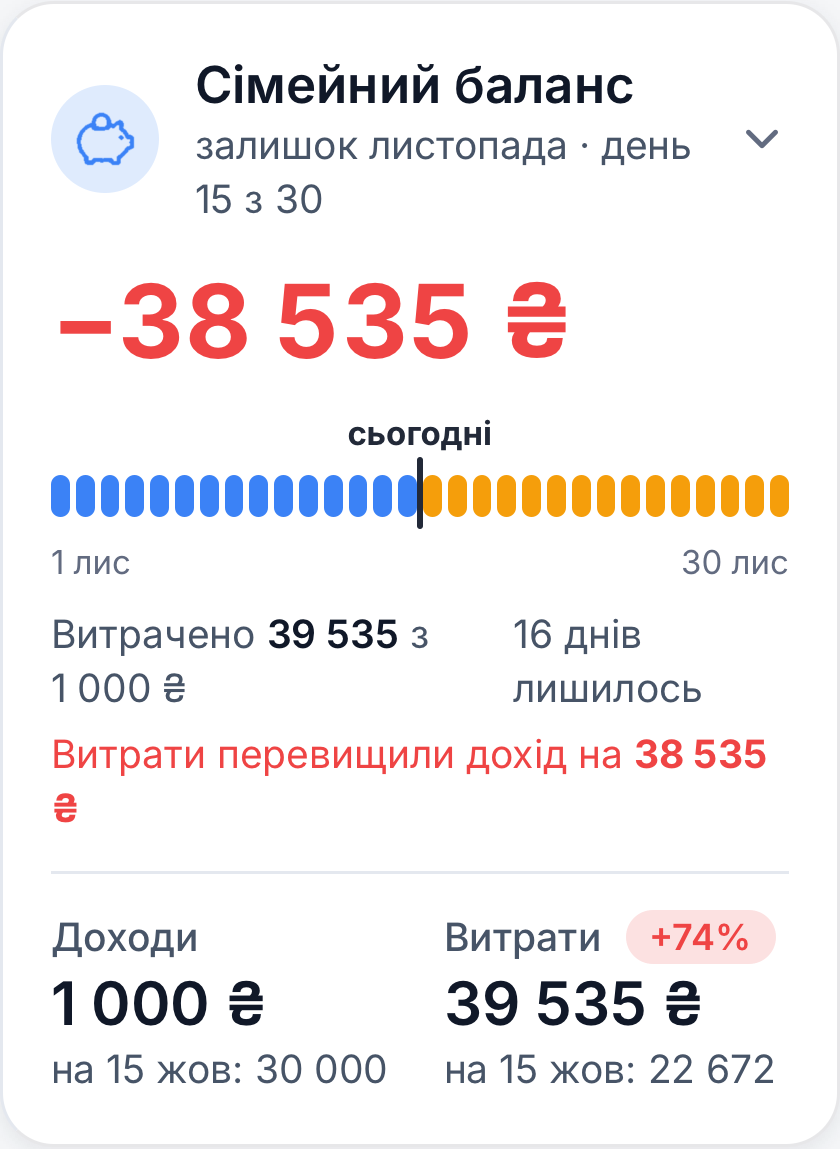 Сімейний баланс
залишок листопада · день
15 з 30
−38 535 ₴
сьогодні
1 лис
30 лис
Витрачено 39 535 з
1 000 ₴
16 днів
лишилось
Витрати перевищили дохід на 38 535
₴
Доходи
1 000 ₴
на 15 жов: 30 000
Витрати +74%
39 535 ₴
на 15 жов: 22 672